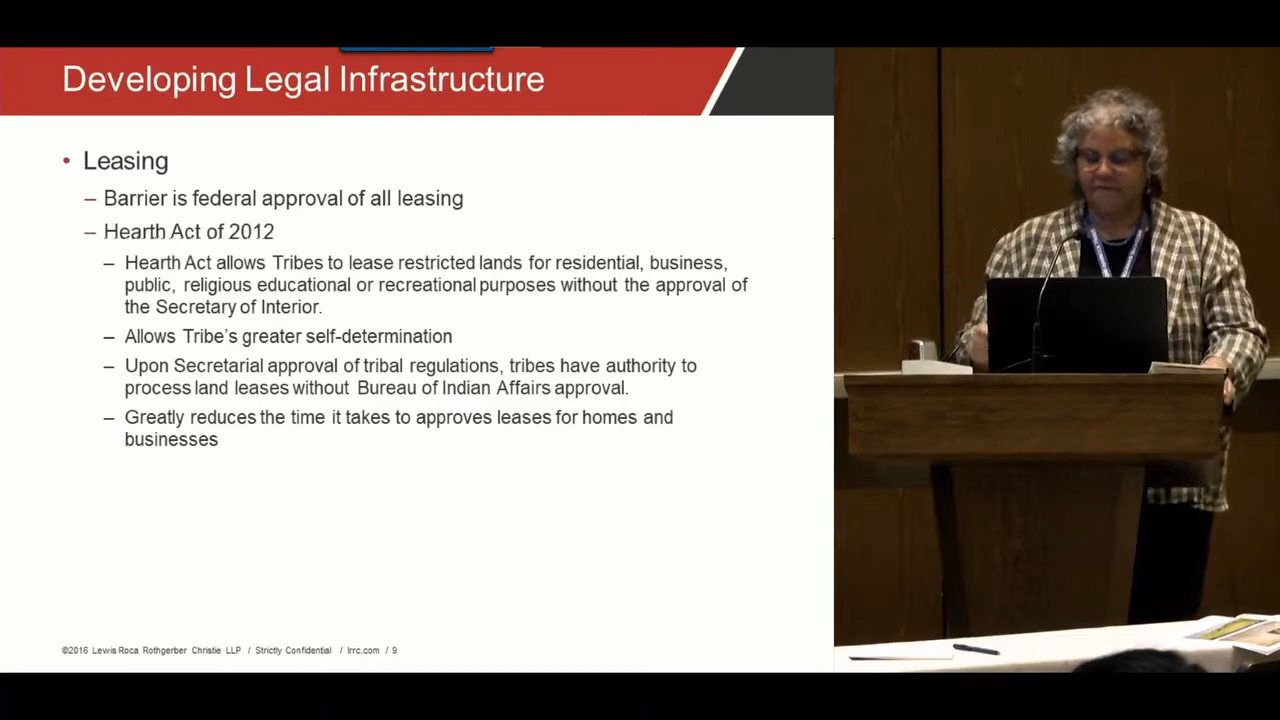 Developing Legal Infrastructure
• Leasing
– Barrier is federal approval of all leasing
– Hearth Act of 2012
– Hearth Act allows Tribes to lease restricted lands for residential, business,
public, religious educational or recreational purposes without the approval of
the Secretary of Interior.
– Allows Tribe's greater self-determination
– Upon Secretarial approval of tribal regulations, tribes have authority to
process land leases without Bureau of Indian Affairs approval.
– Greatly reduces the time it takes to approves leases for homes and
businesses
©2016 Lewis Roca Rothgerber Christie LLP / Strictly Confidential / lrrc.com / 9